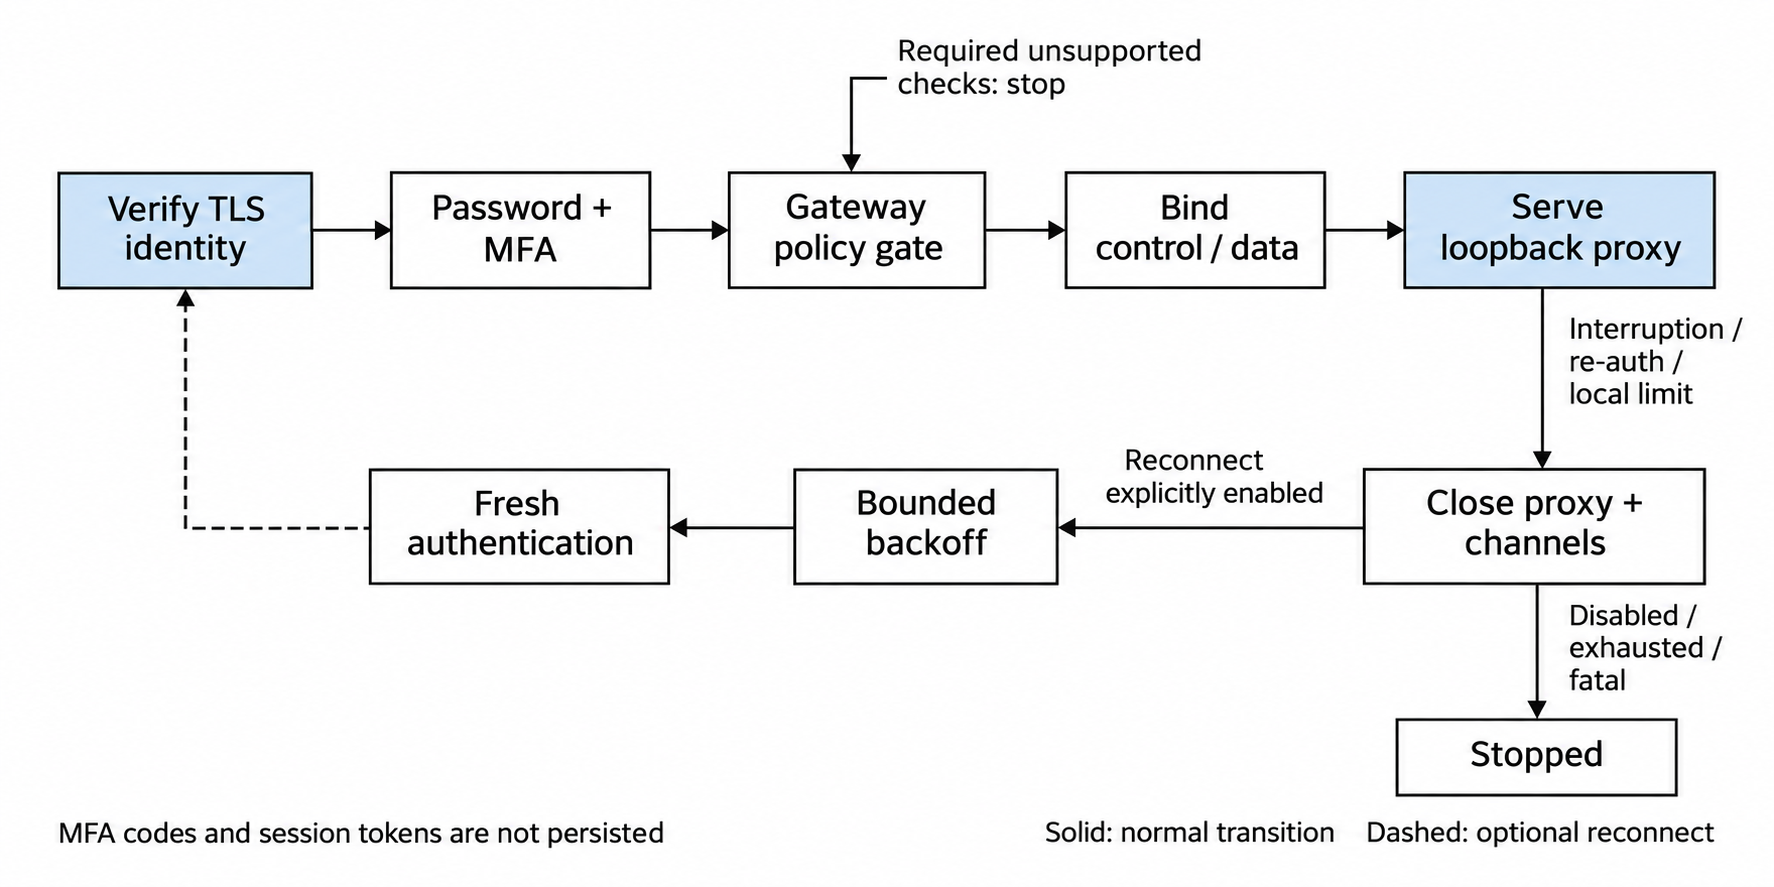 Required unsupported
checks: stop
Verify TLS
identity
Password +
MFA
Gateway
policy gate
Bind
control / data
Serve
loopback proxy
Interruption /
re-auth /
local limit
Reconnect
explicitly enabled
Fresh
authentication
Bounded
backoff
Close proxy +
channels
Disabled /
exhausted /
fatal
Stopped
MFA codes and session tokens are not persisted
Solid: normal transition
Dashed: optional reconnect